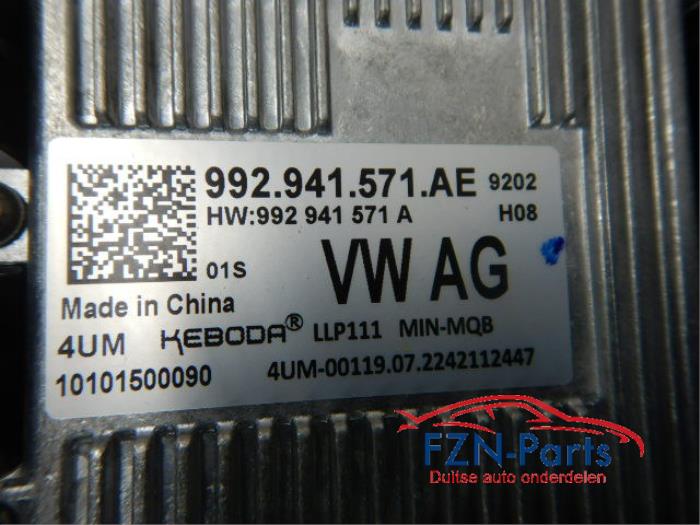 992.941.571.AE 9202
HW:992 941 571 A H08
01S VW AG
Made in China
4UM KEBODA® LLP111 MIN-MQB
10101500090 4UM-00119.07.2242112447
FZN-Parts
Duitse auto onderdelen